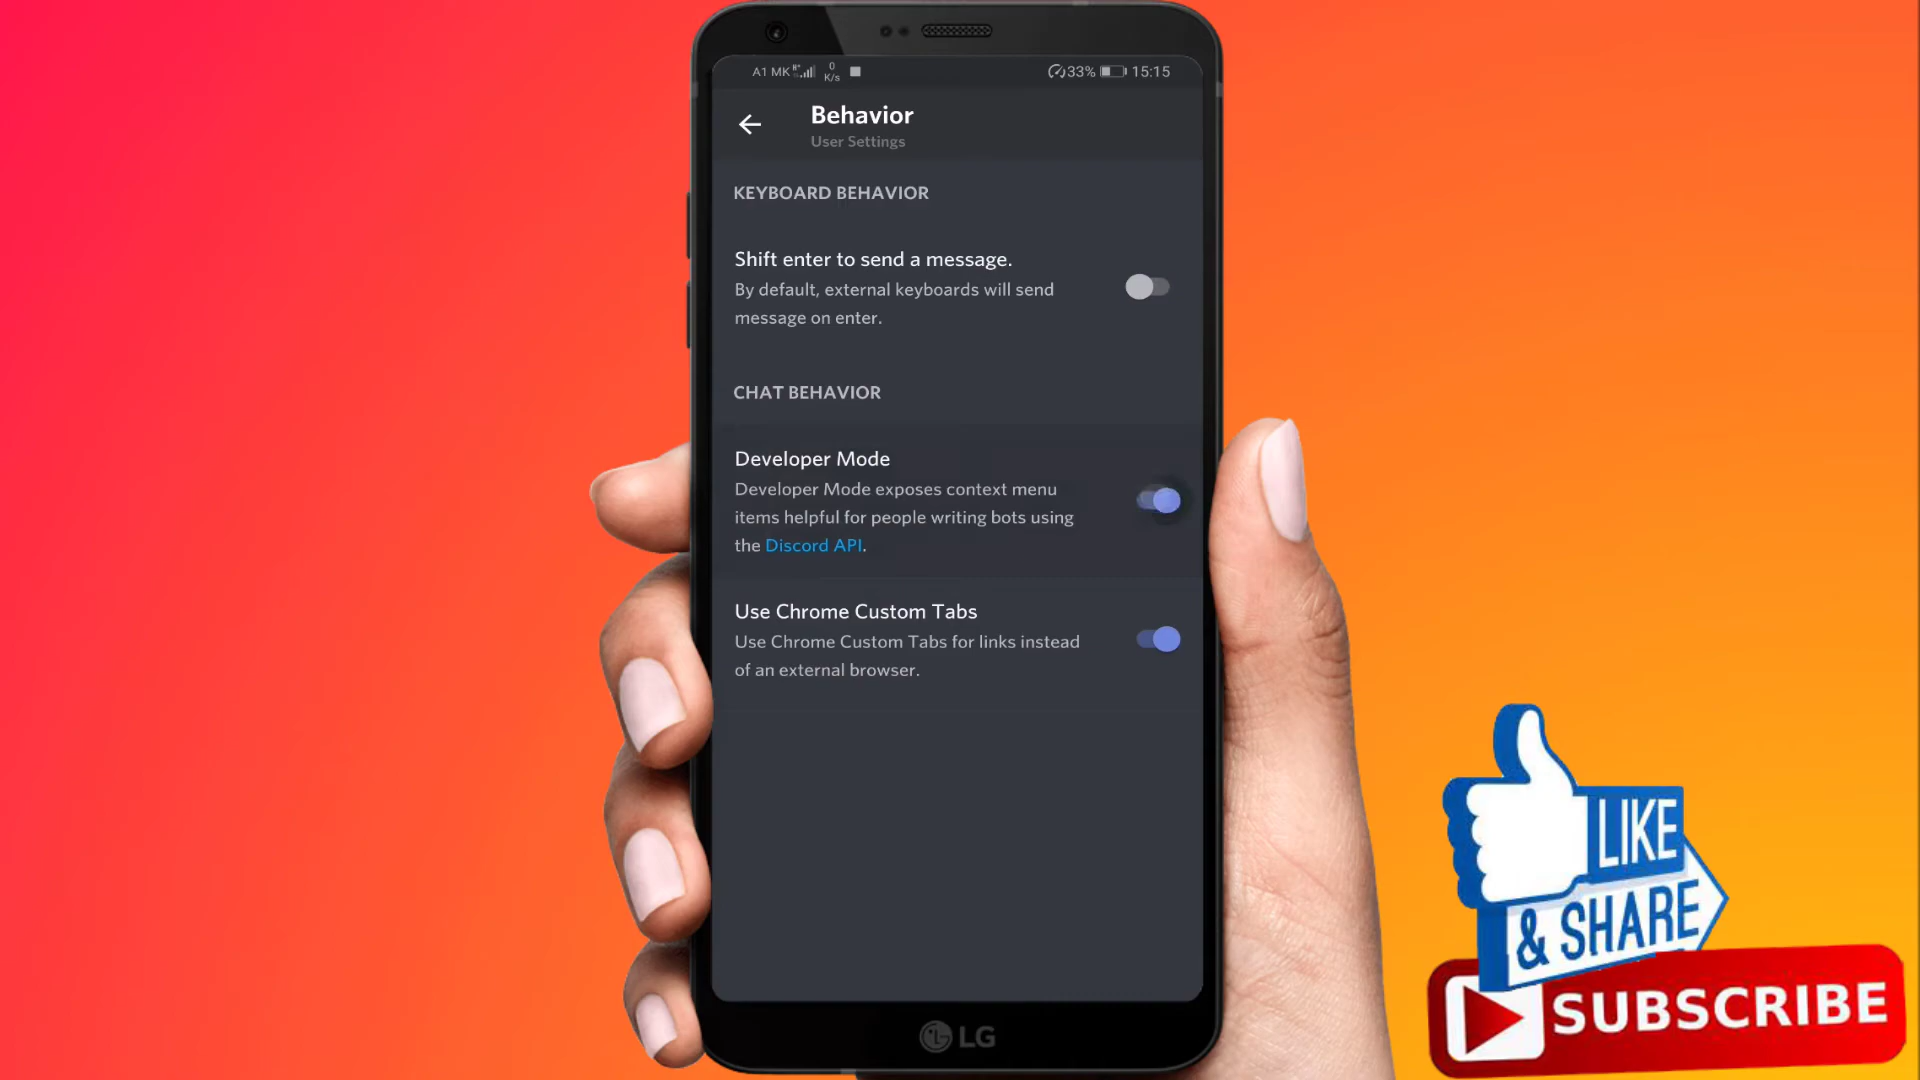 A1 MK
0
K/s
33%
15:15
Behavior
User Settings
KEYBOARD BEHAVIOR
Shift enter to send a message.
By default, external keyboards will send
message on enter.
CHAT BEHAVIOR
Developer Mode
Developer Mode exposes context menu
items helpful for people writing bots using
the Discord API.
Use Chrome Custom Tabs
Use Chrome Custom Tabs for links instead
of an external browser.
LG
LIKE
& SHARE
SUBSCRIBE